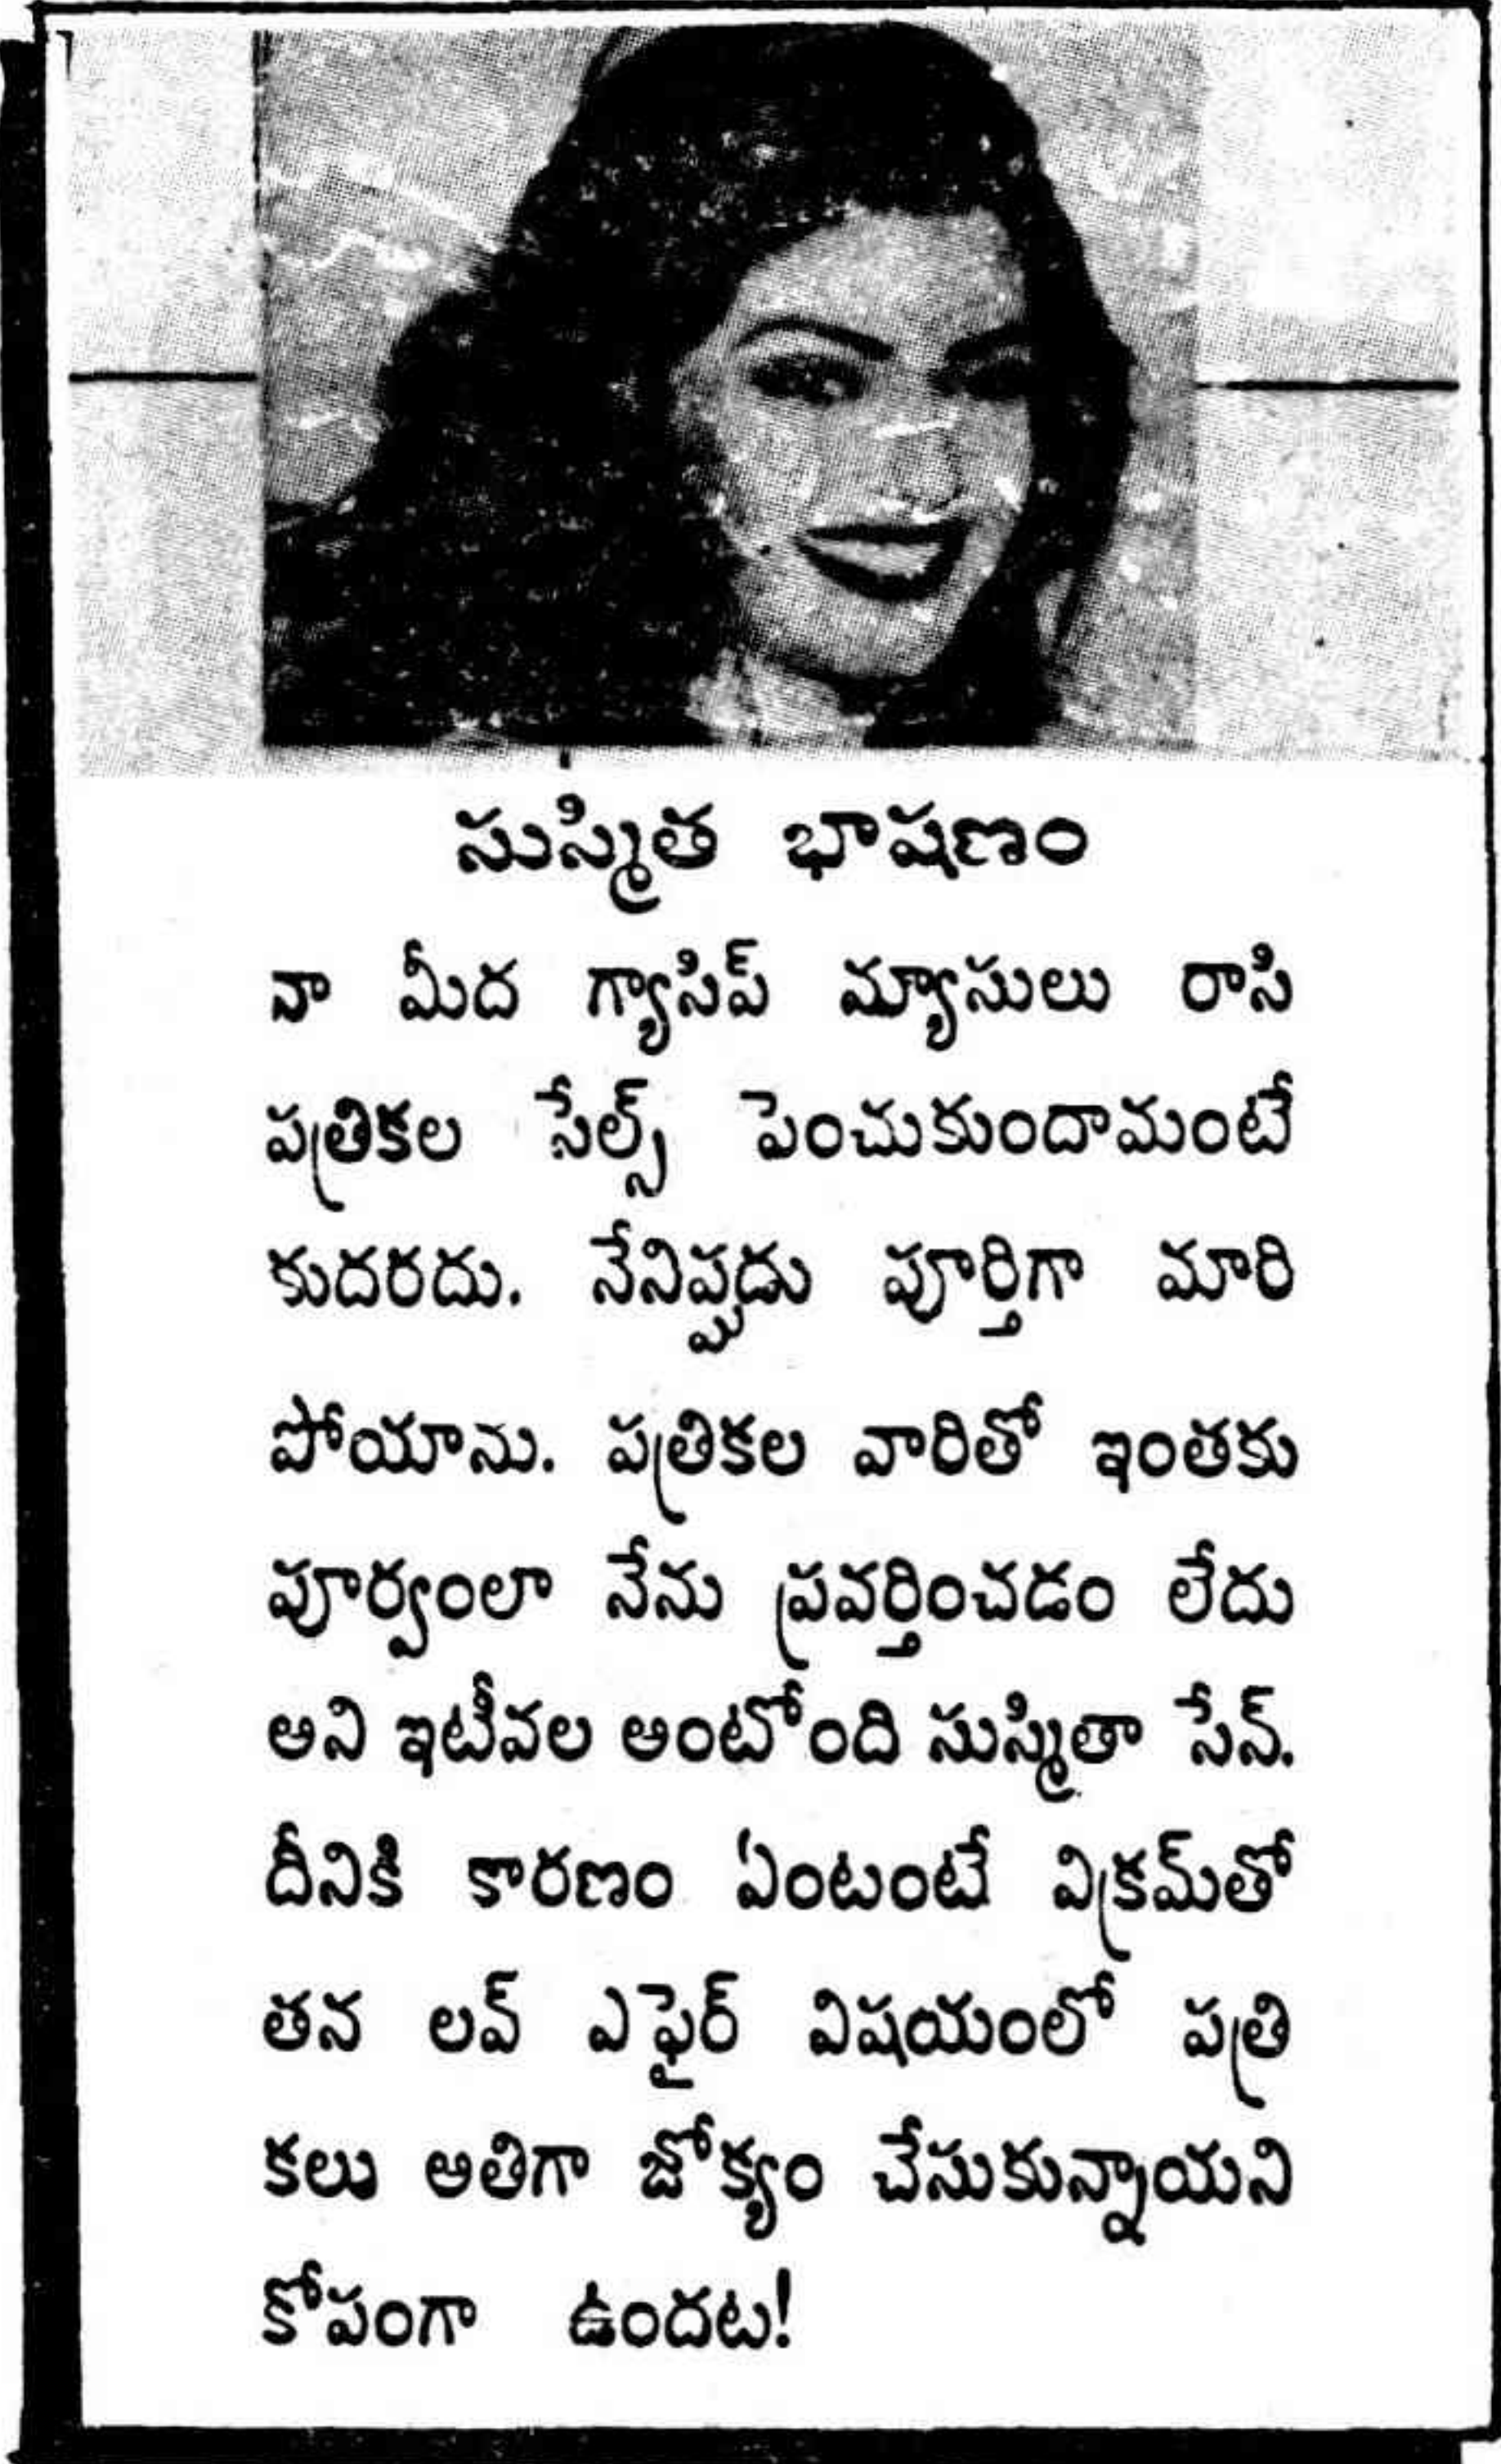 సుస్మిత భాషణం
నా మీద గ్యాసిప్ న్యూసులు రాసి
పత్రికల సేల్స్ పెంచుకుందామంటే
కుదరదు. నేనిప్పుడు పూర్తిగా మారి
పోయాను. పత్రికల వారితో ఇంతకు
పూర్వంలా నేను ప్రవర్తించడం లేదు
అని ఇటీవల అంటోంది సుస్మితా సేన్.
దీనికి కారణం ఏంటంటే విక్రమ్‌తో
తన లవ్ ఎఫైర్ విషయంలో పత్రి
కలు అతిగా జోక్యం చేసుకున్నాయని
కోపంగా ఉందట!